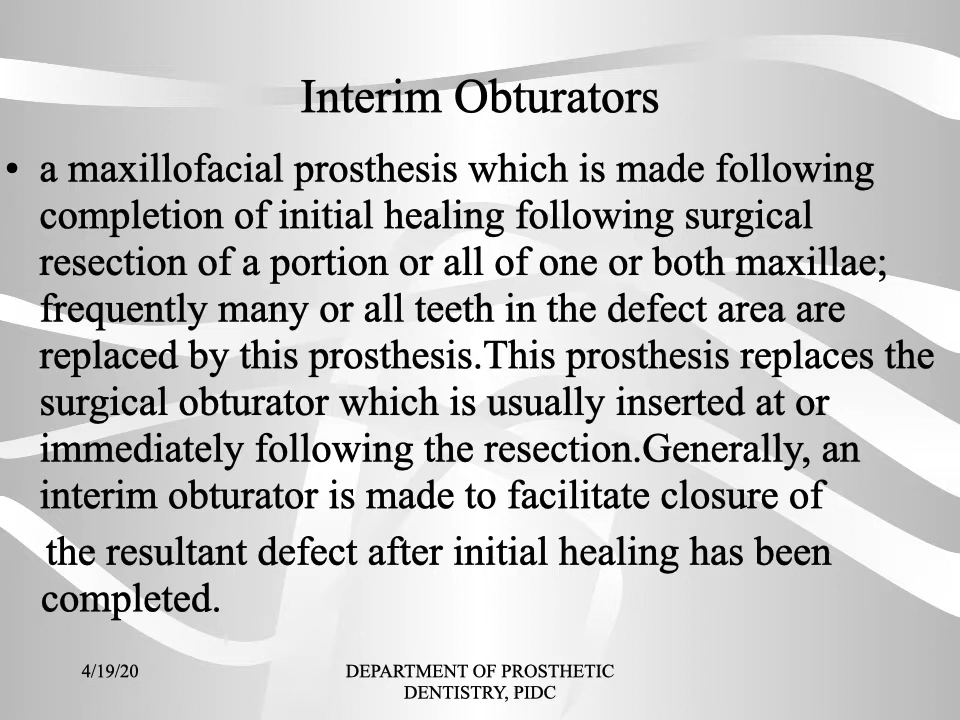 Interim Obturators
• a maxillofacial prosthesis which is made following
completion of initial healing following surgical
resection of a portion or all of one or both maxillae;
frequently many or all teeth in the defect area are
replaced by this prosthesis.This prosthesis replaces the
surgical obturator which is usually inserted at or
immediately following the resection.Generally, an
interim obturator is made to facilitate closure of
the resultant defect after initial healing has been
completed.
4/19/20
DEPARTMENT OF PROSTHETIC
DENTISTRY, PIDC